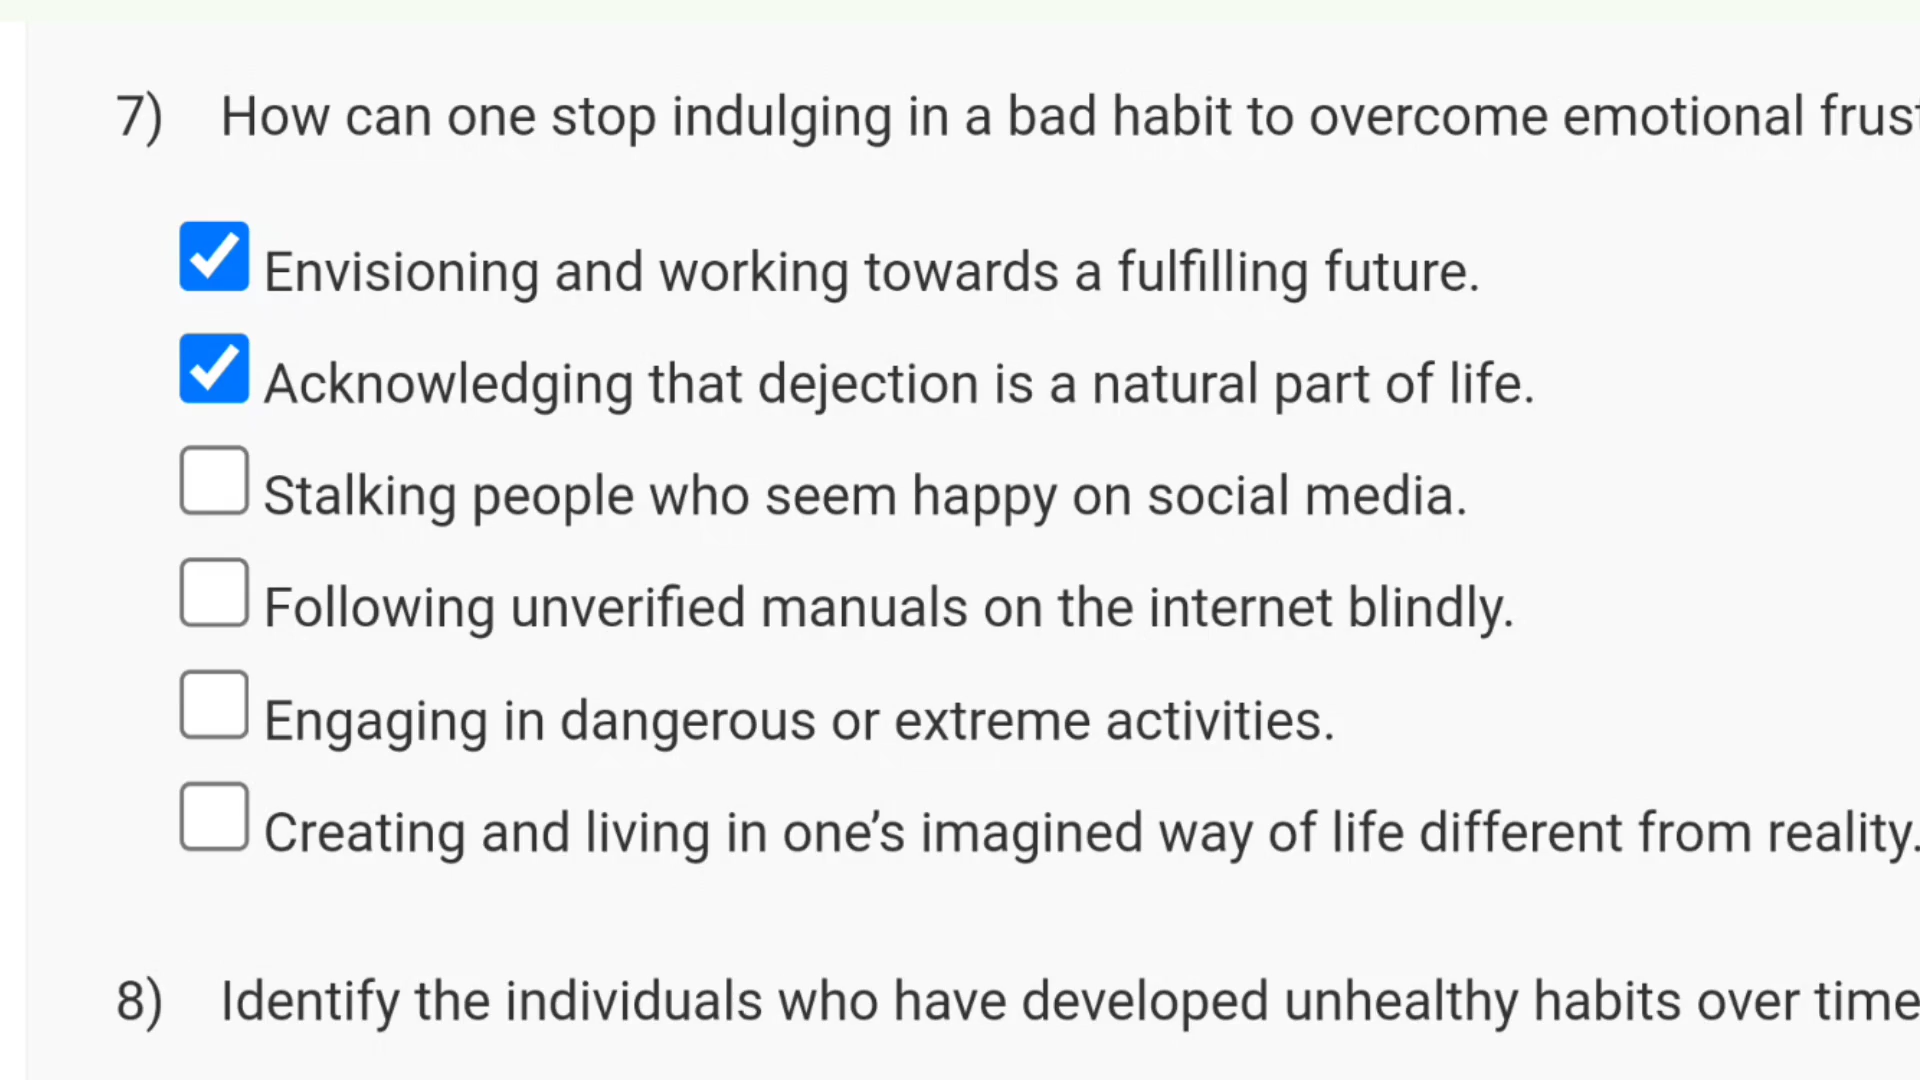 7) How can one stop indulging in a bad habit to overcome emotional
Envisioning and working towards a fulfilling future.
Acknowledging that dejection is a natural part of life.
Stalking people who seem happy on social media.
Following unverified manuals on the internet blindly.
Engaging in dangerous or extreme activities.
Creating and living in one’s imagined way of life different from reality.
8) Identify the individuals who have developed unhealthy habits over time